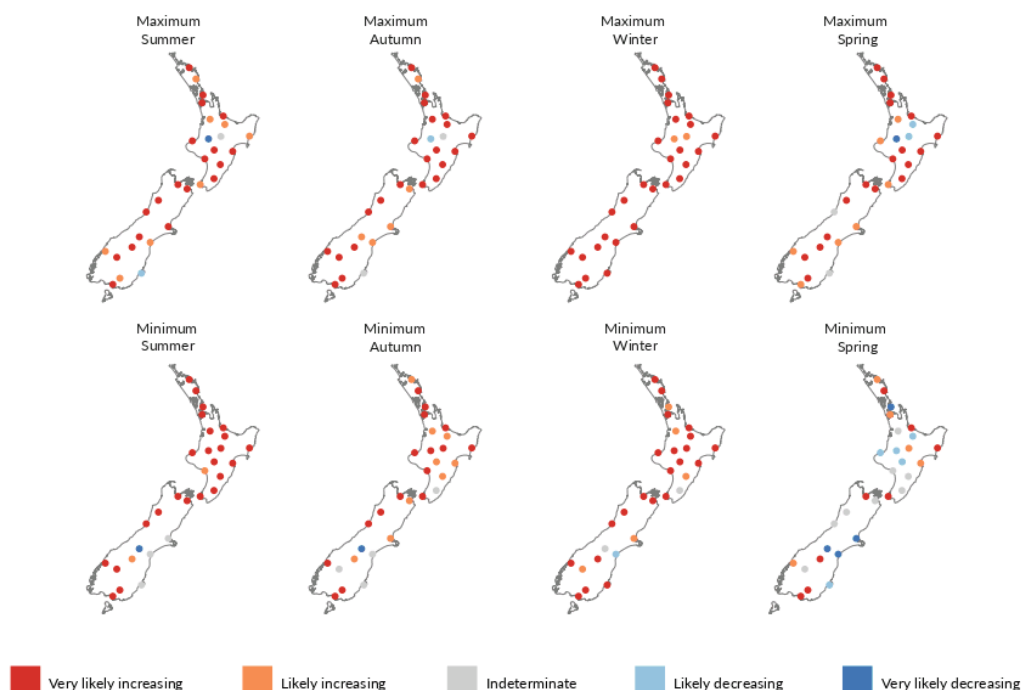 Maximum
Summer
Maximum
Autumn
Maximum
Winter
Maximum
Spring
Minimum
Summer
Minimum
Autumn
Minimum
Winter
Minimum
Spring
Very likely increasing
Likely increasing
Indeterminate
Likely decreasing
Very likely decreasing